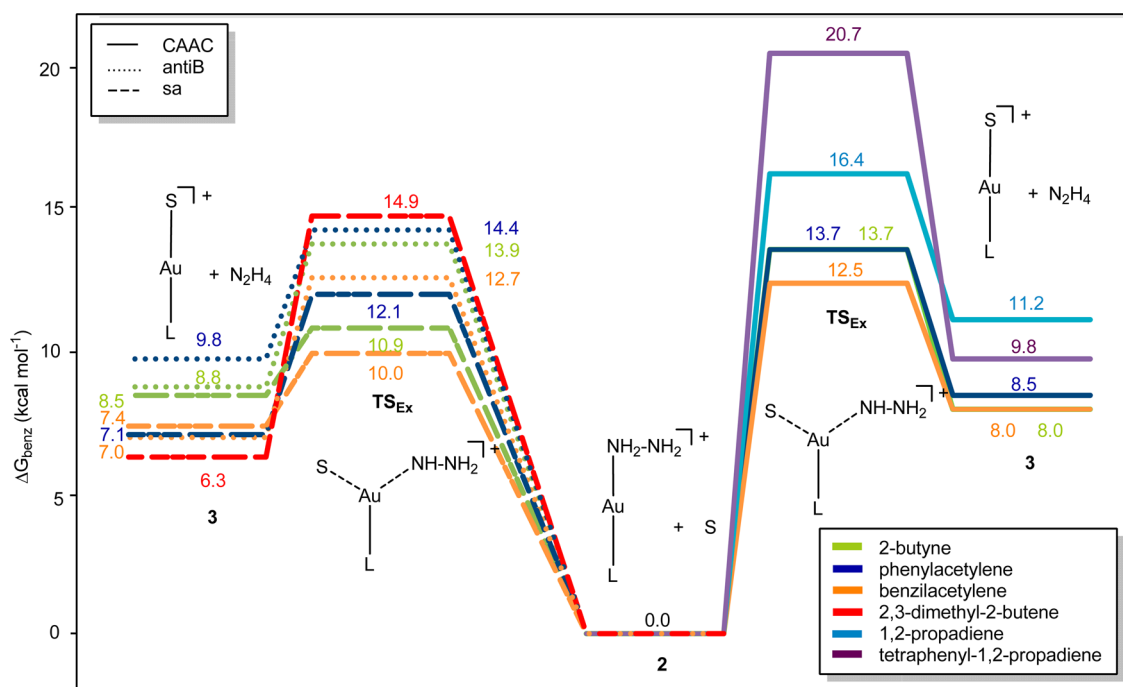 CAAC
antiB
sa
ΔGbenz (kcal mol-1)
20
15
10
5
0
S
+
Au
+ N2H4
L
9.8
8.8
8.5
7.4
7.1
7.0
6.3
3
14.9
14.4
13.9
12.7
12.1
10.9
10.0
TSEx
S
NH-NH2
+
Au
L
NH2-NH2
+
Au
+ S
L
0.0
2
20.7
16.4
13.7 13.7
12.5
TSEx
S
NH-NH2
+
Au
L
S
+
Au
+ N2H4
L
11.2
9.8
8.5
8.0 8.0
3
2-butyne
phenylacetylene
benzilacetylene
2,3-dimethyl-2-butene
1,2-propadiene
tetraphenyl-1,2-propadiene